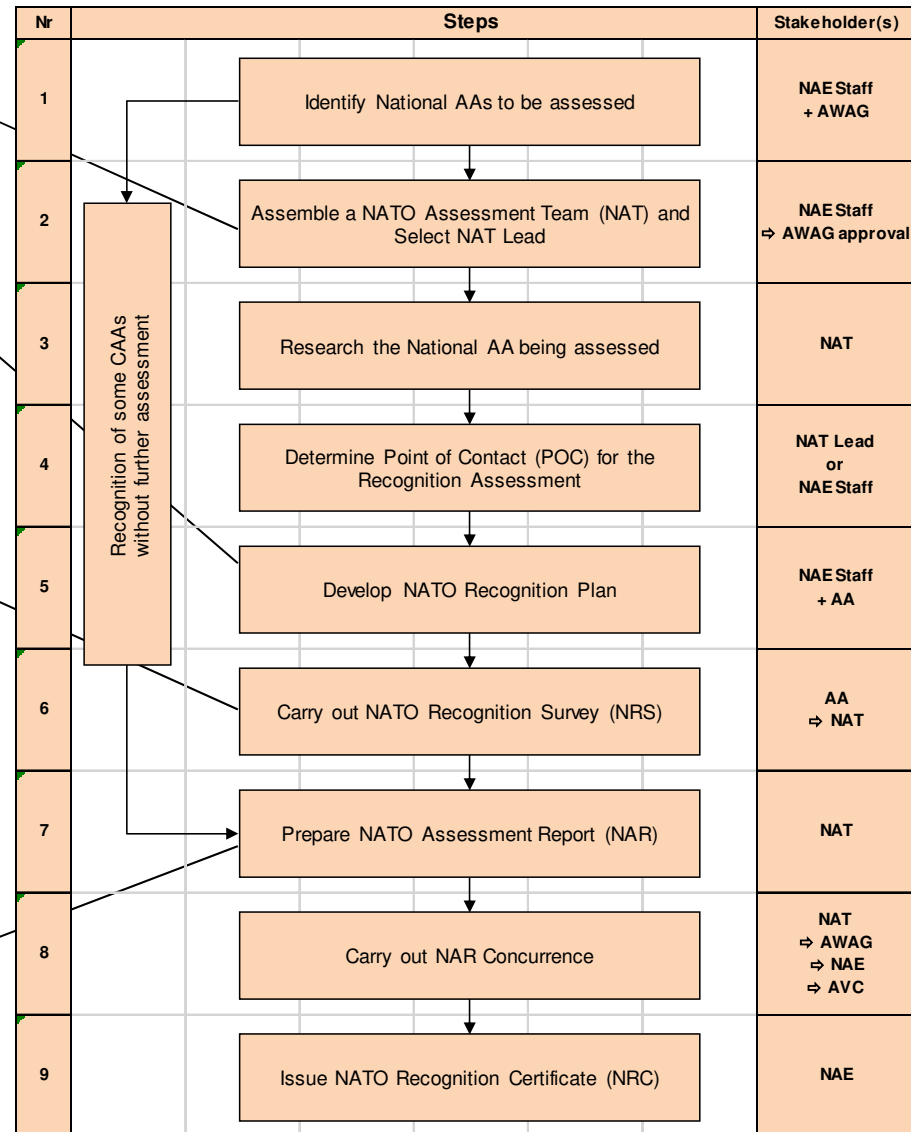 Nr
Steps
Stakeholder(s)
1
Identify National AAs to be assessed
NAE Staff
+ AWAG
2
Assemble a NATO Assessment Team (NAT) and
Select NAT Lead
NAE Staff
⇨ AWAG approval
Recognition of some CAAs
without further assessment
3
Research the National AA being assessed
NAT
4
Determine Point of Contact (POC) for the
Recognition Assessment
NAT Lead
or
NAE Staff
5
Develop NATO Recognition Plan
NAE Staff
+ AA
6
Carry out NATO Recognition Survey (NRS)
AA
⇨ NAT
7
Prepare NATO Assessment Report (NAR)
NAT
8
Carry out NAR Concurrence
NAT
⇨ AWAG
⇨ NAE
⇨ AVC
9
Issue NATO Recognition Certificate (NRC)
NAE